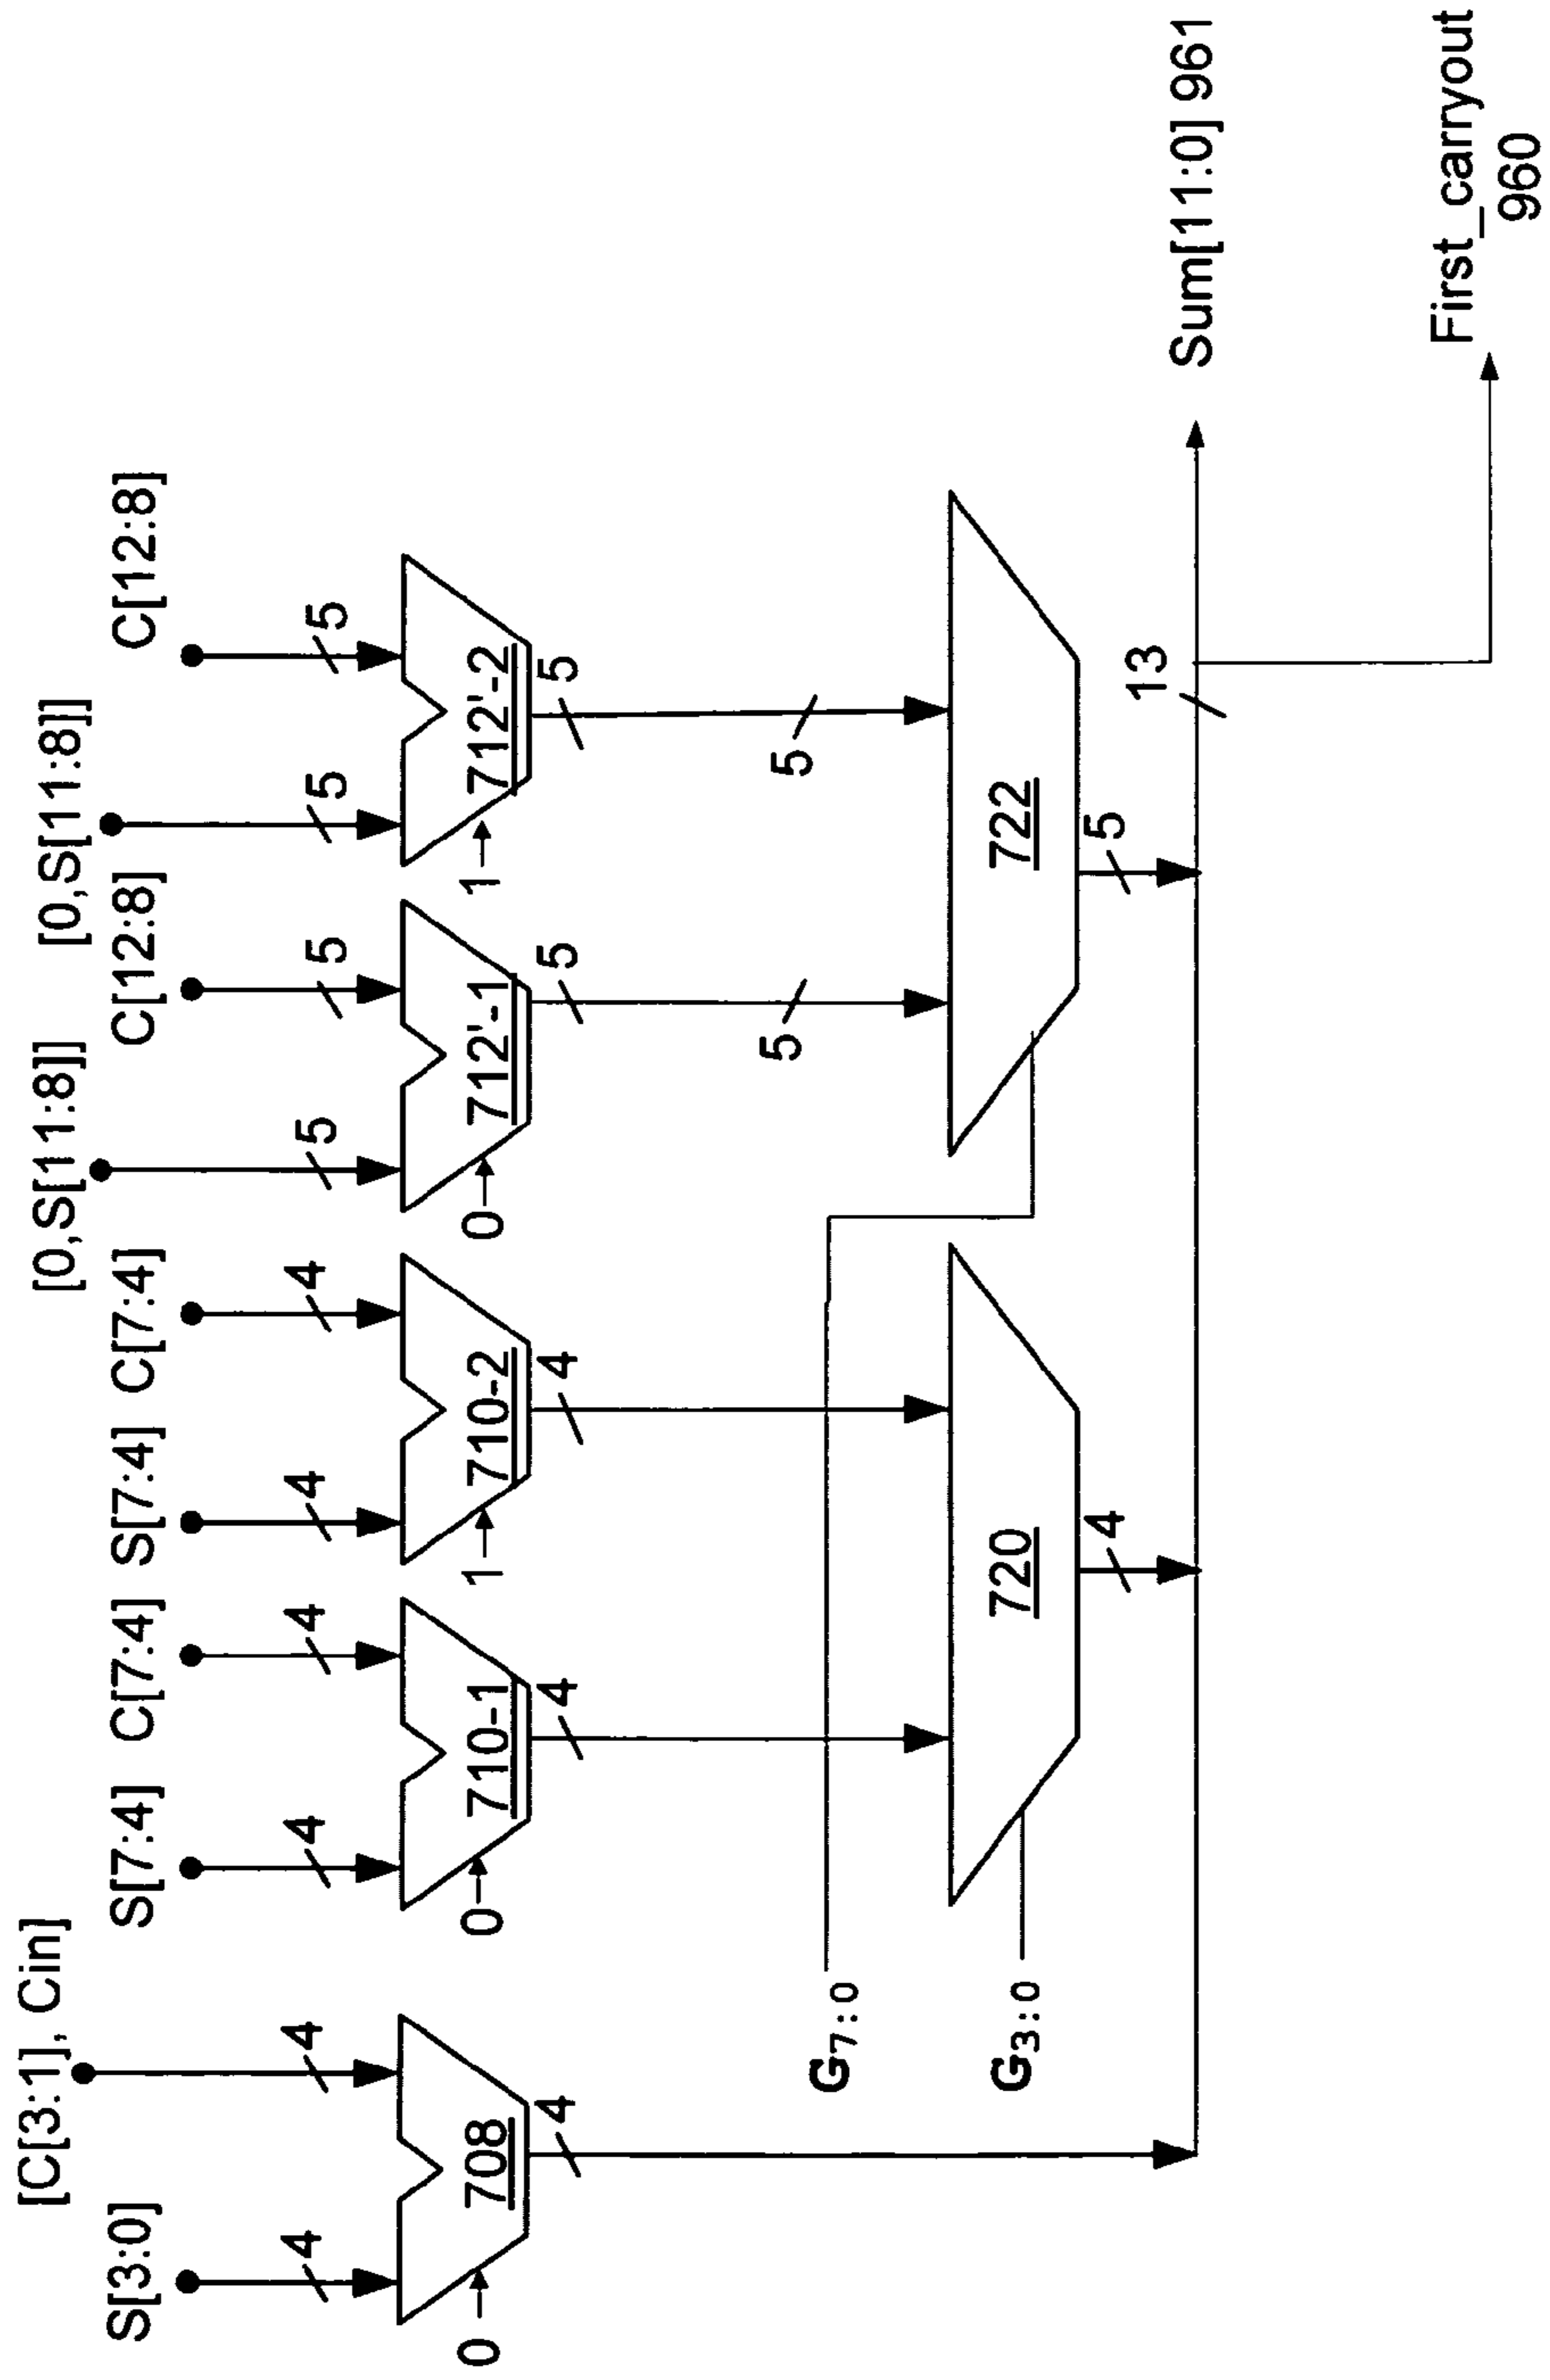 [C[3:1], Cin]
[0,S[11:8]]
[0,S[11:8]]
S[3:0]
S[7:4]
C[7:4]
S[7:4]
C[7:4]
C[12:8]
C[12:8]
4
4
4
4
4
4
5
5
5
5
0
708
0
710-1
1
710-2
0
712'-1
1
712'-2
4
4
4
5
5
5
5
G7:0
G3:0
720
722
4
5
13
Sum[11:0] 961
First_carryout
960